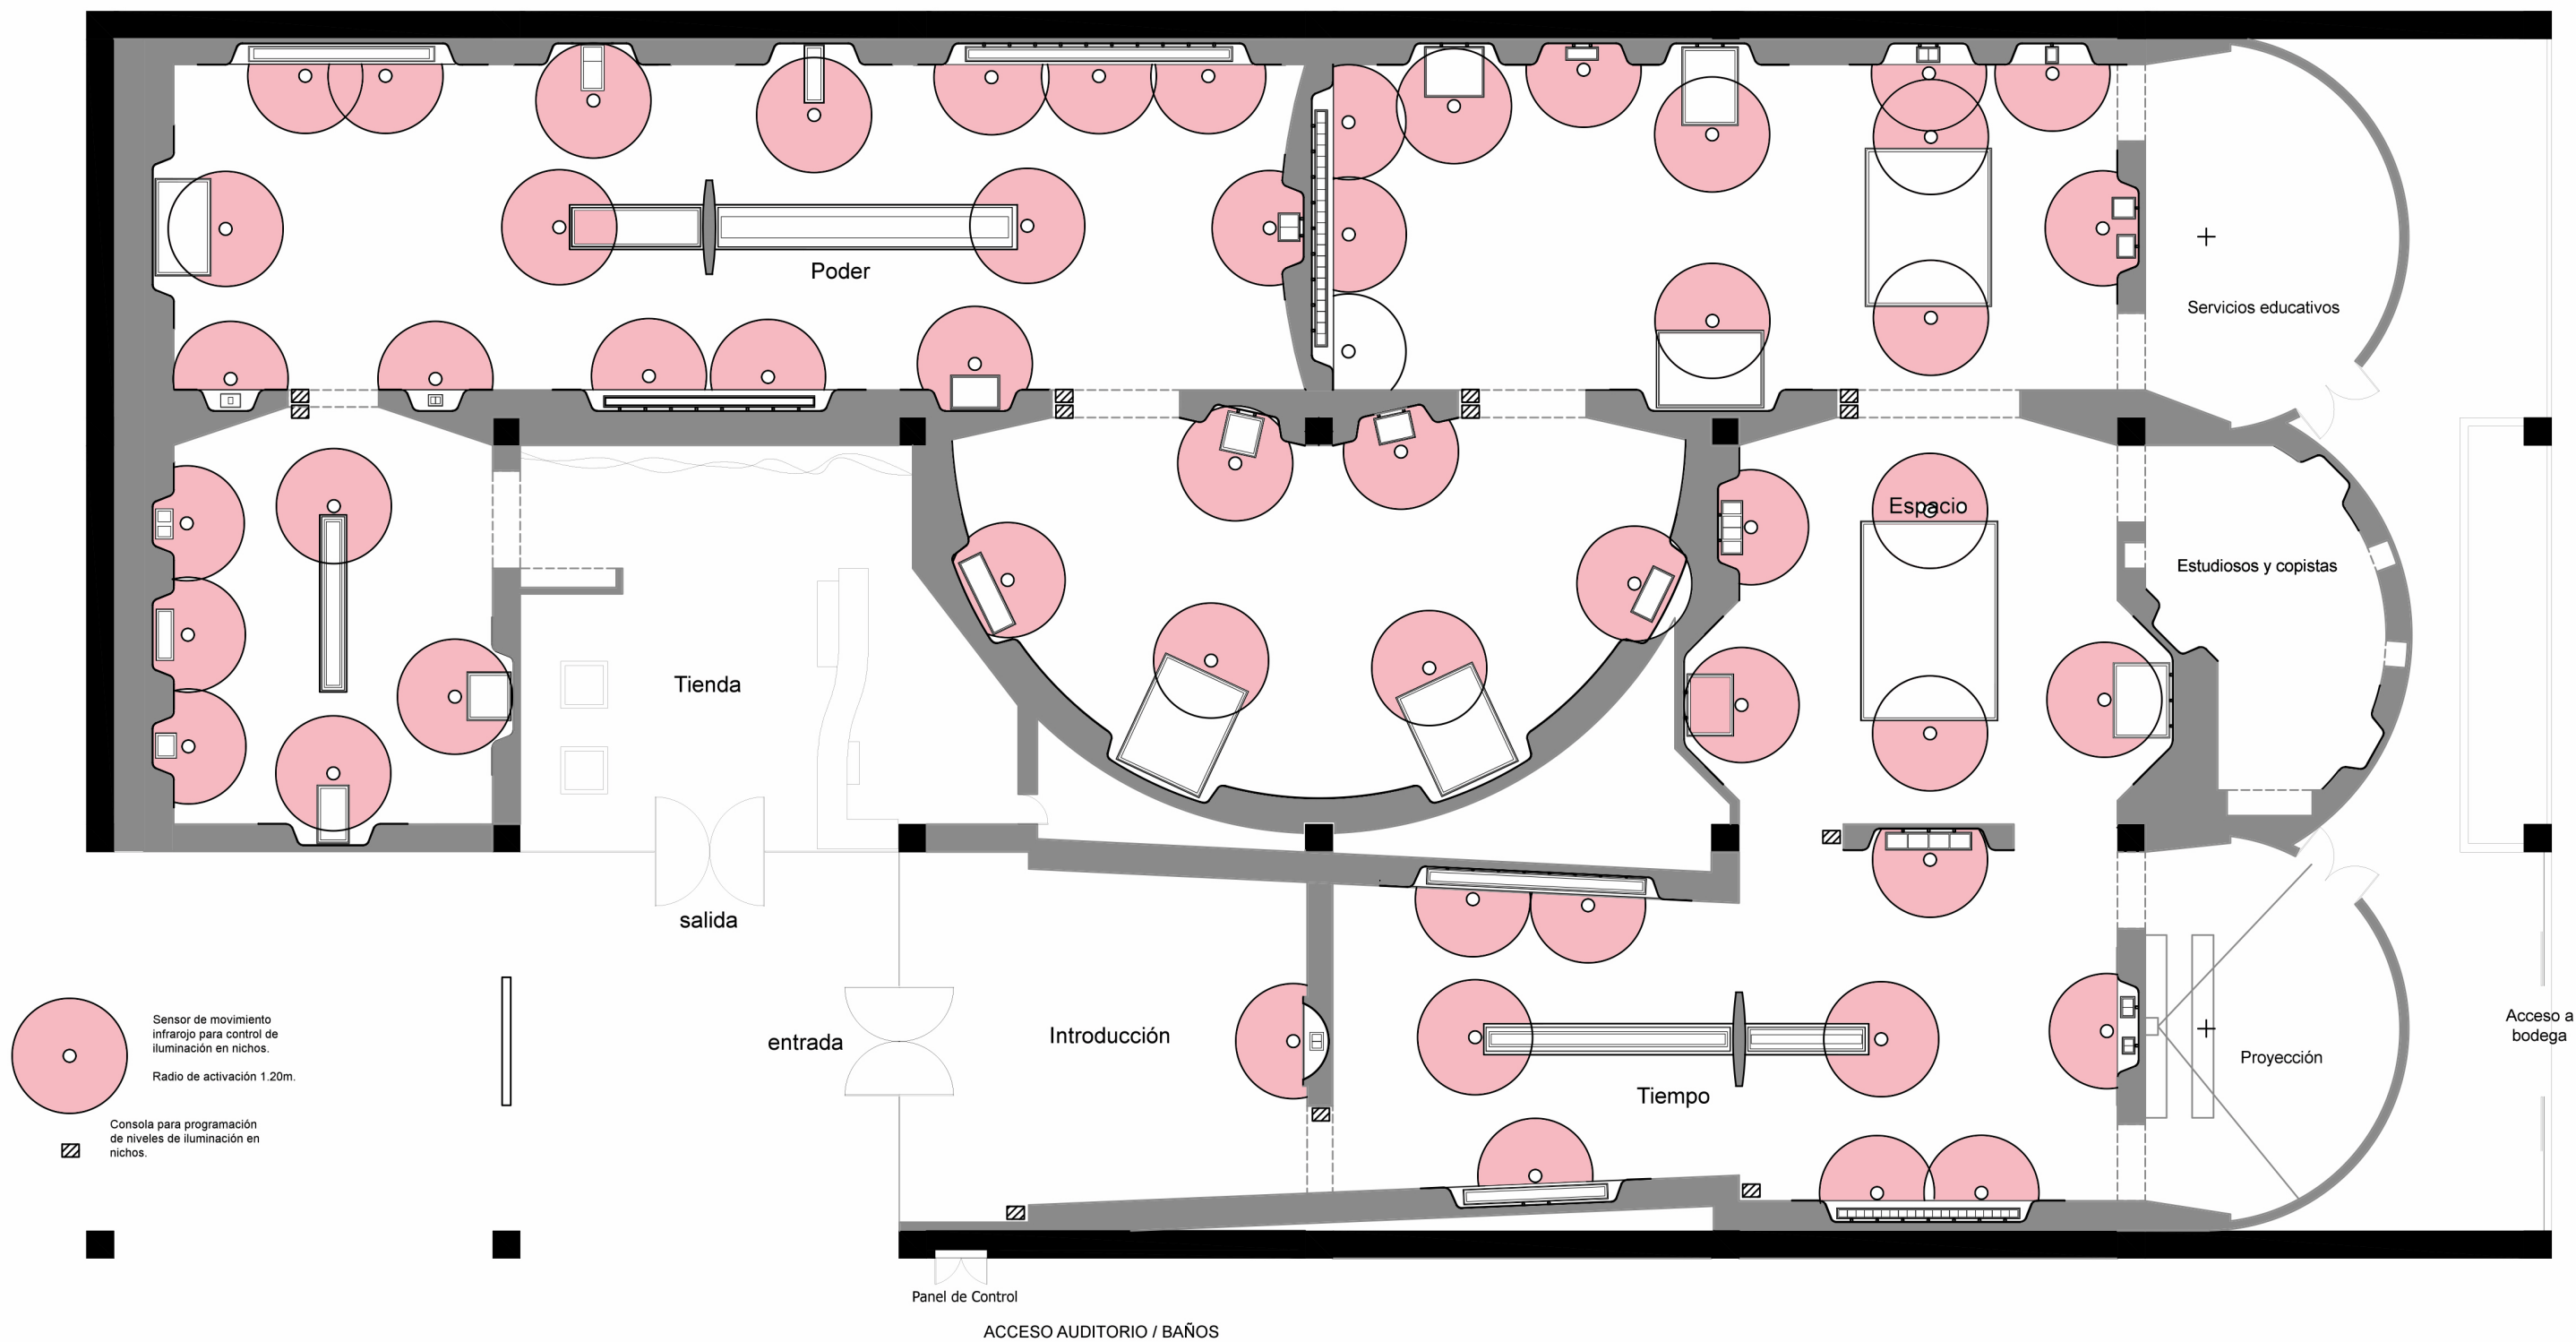 Poder
Servicios educativos
Espacio
Estudiosos y copistas
Tienda
salida
Sensor de movimiento
infrarojo para control de
iluminación en nichos.
Radio de activación 1.20m.
Consola para programación
de niveles de iluminación en
nichos.
entrada
Introducción
Tiempo
Proyección
Acceso a
bodega
Panel de Control
ACCESO AUDITORIO / BAÑOS